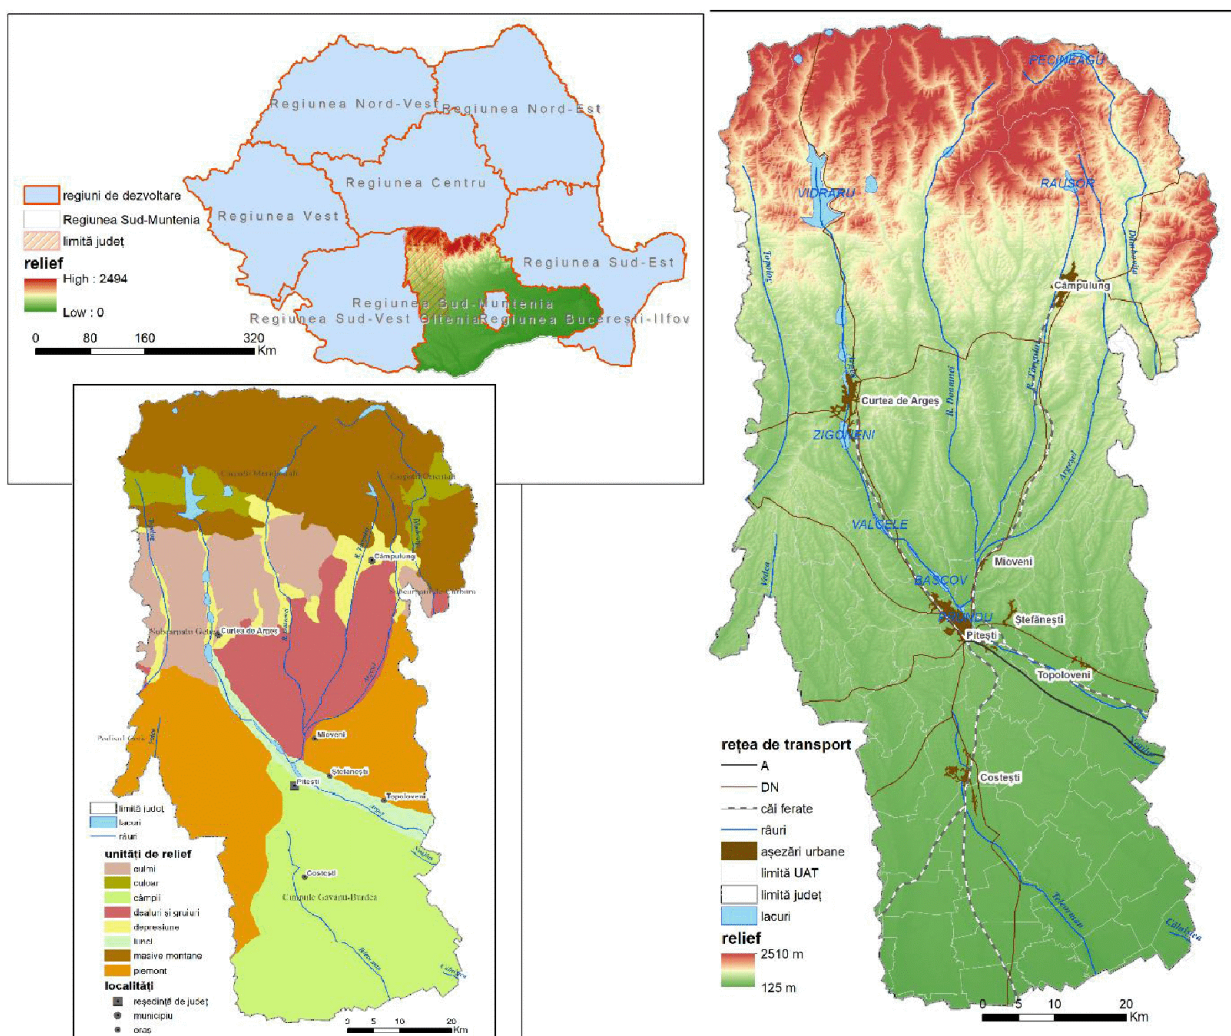 Regiunea Nord-Vest
Regiunea Nord-Est
Regiunea Centru
Regiunea Vest
Regiunea Sud-Est
Regiunea Sud-Muntenia
Regiunea Sud-Vest Oltenia
Regiunea București-Ilfov
regiuni de dezvoltare
Regiunea Sud-Muntenia
limită județ
relief
High : 2494
Low : 0
0 80 160 240 320
Km
Câmpulung
Curtea de Argeș
Mioveni
Ștefănești
Pitești
Topoloveni
Costești
limită județ
lacuri
râuri
unități de relief
culmi
culoar
câmpii
dealuri și gruiuri
depresiune
lunci
masive montane
piemont
localități
reședință de județ
municipiu
oraș
0 5 10 20
Km
PECINEAGU
VIDRARU
RAUSOR
Topolog
Câmpulung
R. Doamnei
Argeșel
Curtea de Argeș
ZIGONENI
VALCELE
Vedea
Mioveni
BASCOV
Ștefănești
Pitești
Topoloveni
Costești
Teleorman
rețea de transport
A
DN
căi ferate
râuri
așezări urbane
limită UAT
limită județ
lacuri
relief
2510 m
125 m
0 5 10 20
Km